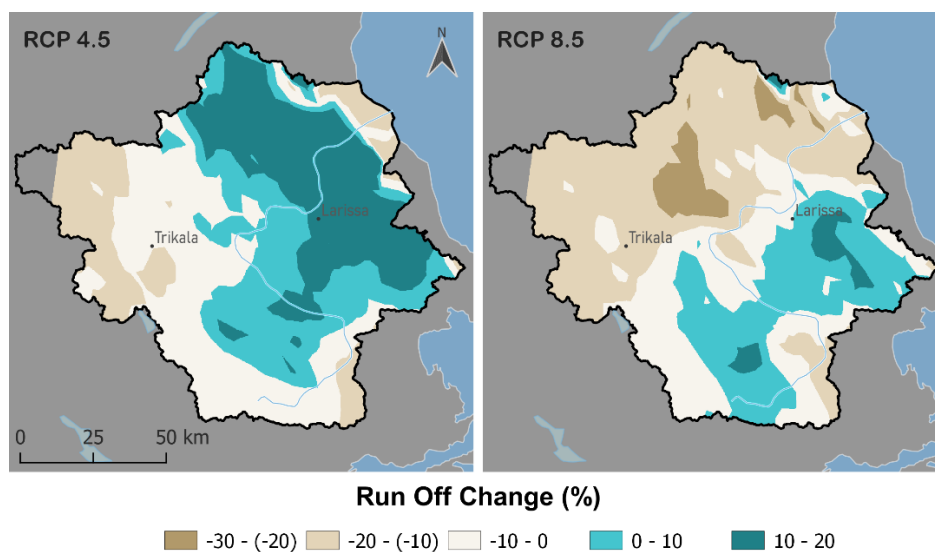 RCP 4.5
N
Larissa
Trikala
0 25 50 km
RCP 8.5
Larissa
Trikala
Run Off Change (%)
-30 - (-20) -20 - (-10) -10 - 0 0 - 10 10 - 20